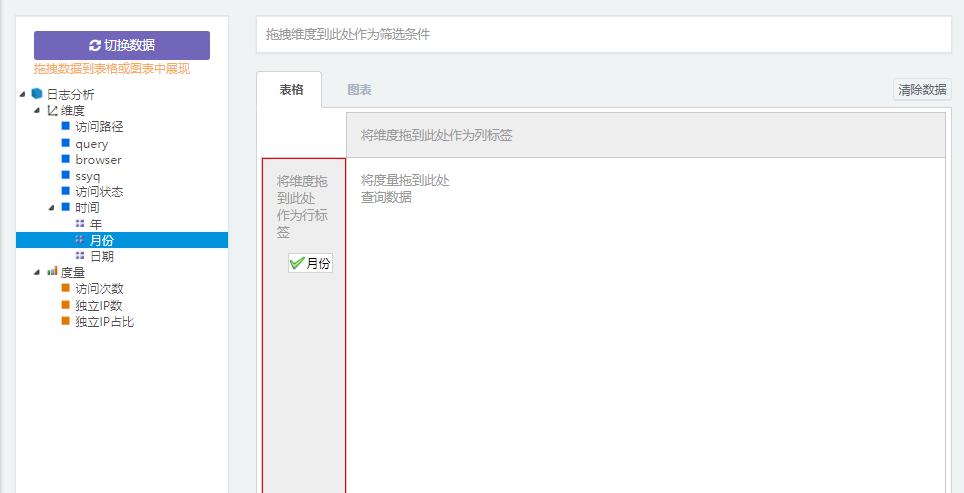 切换数据
拖拽数据到表格或图表中展现
日志分析
维度
访问路径
query
browser
ssyq
访问状态
时间
年
月份
日期
度量
访问次数
独立IP数
独立IP占比
拖拽维度到此处作为筛选条件
表格
图表
清除数据
将维度拖到此处作为列标签
将维度拖
到此处
作为行标
签
月份
将度量拖到此处
查询数据